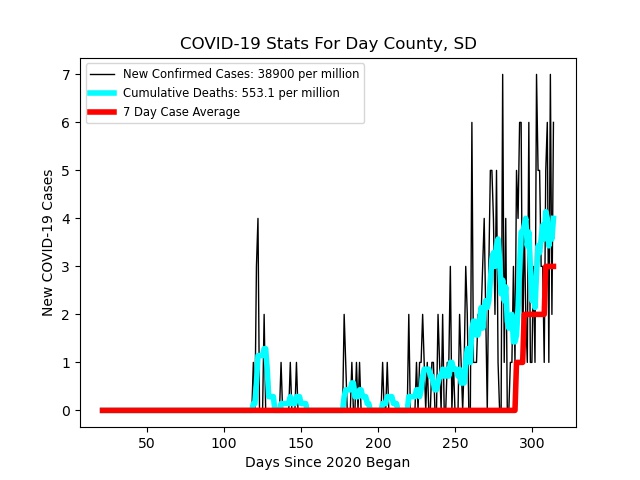 COVID-19 Stats For Day County, SD
New Confirmed Cases: 38900 per million
Cumulative Deaths: 553.1 per million
7 Day Case Average
New COVID-19 Cases
7
6
5
4
3
2
1
0
50 100 150 200 250 300
Days Since 2020 Began